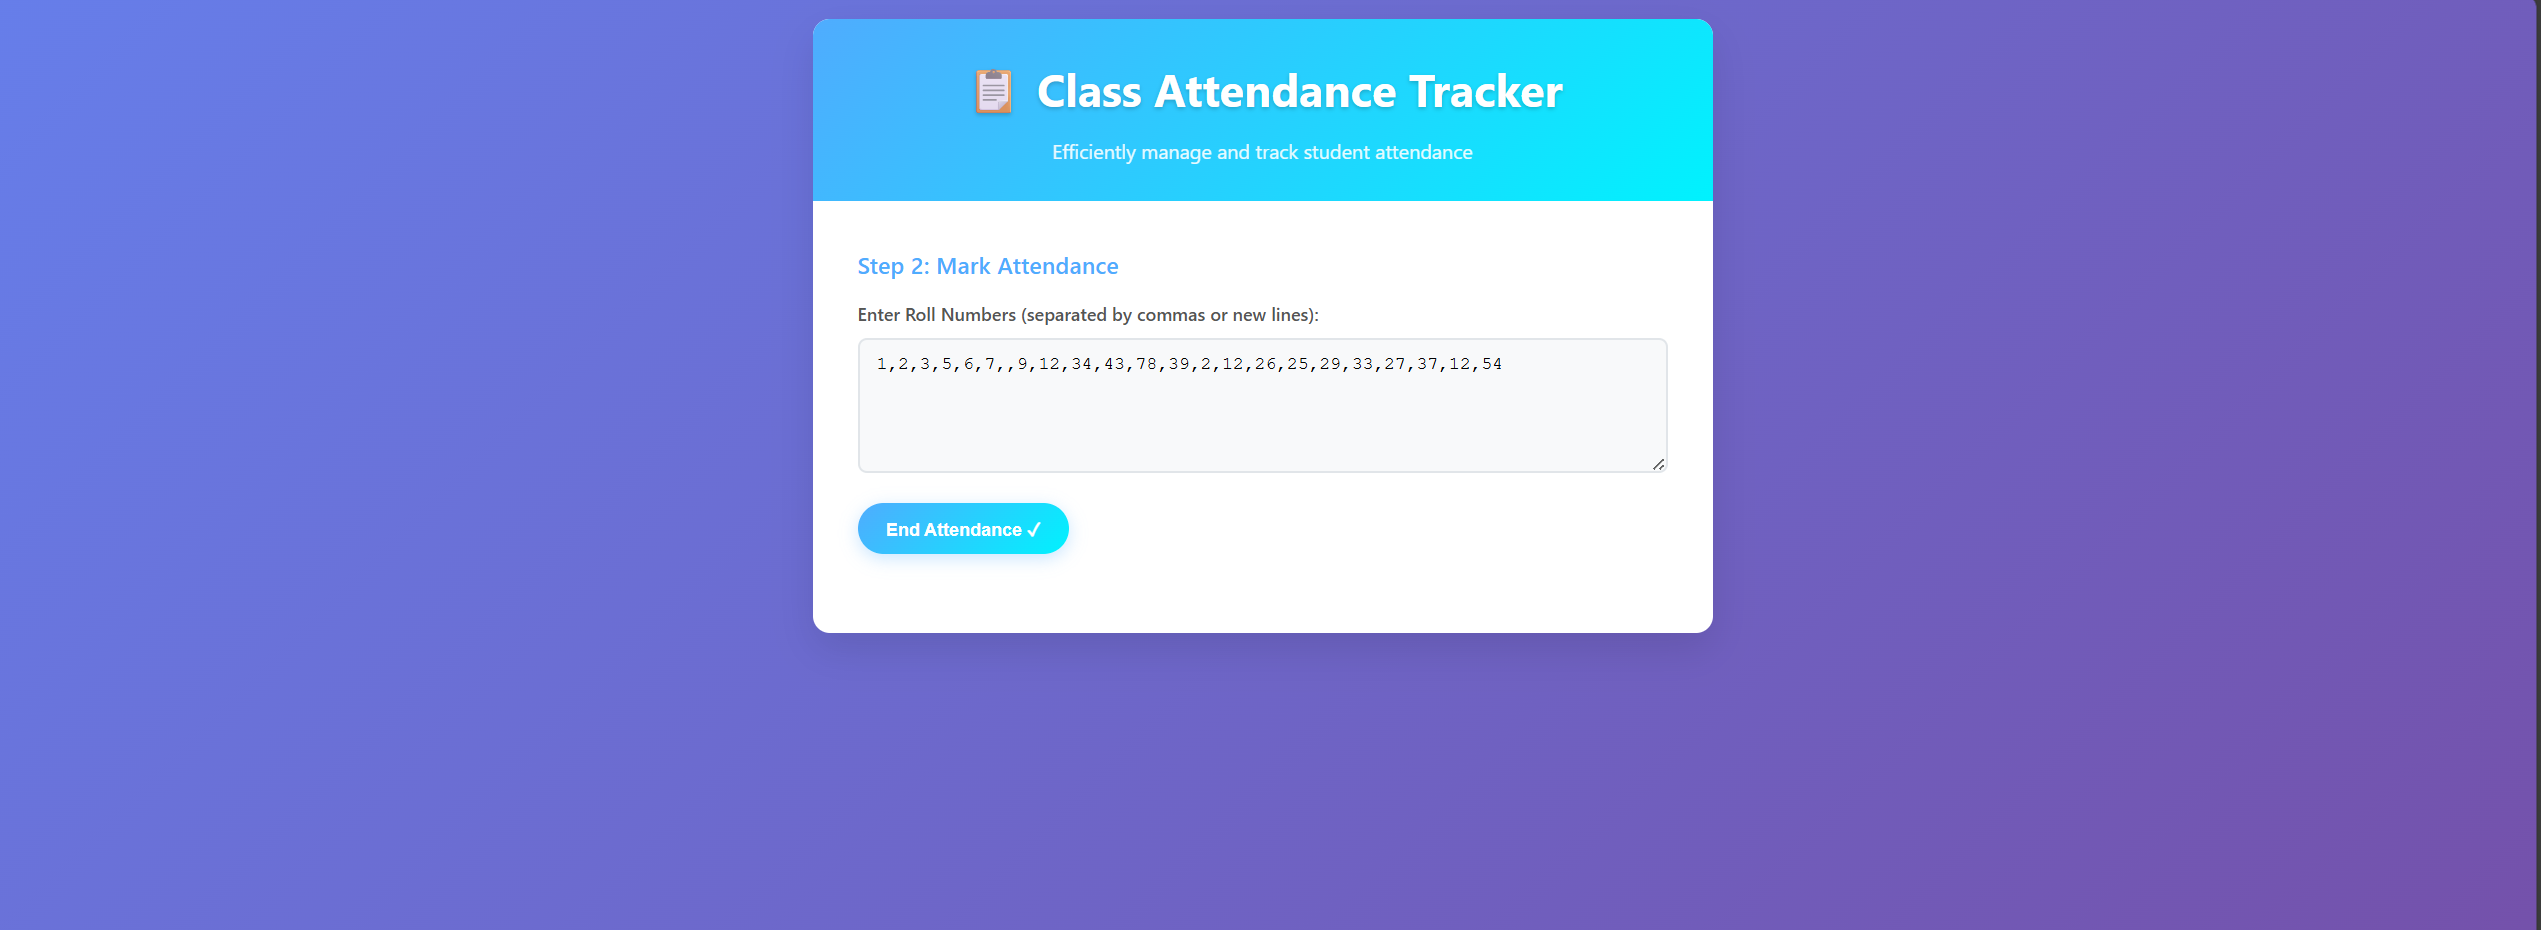 Class Attendance Tracker
Efficiently manage and track student attendance
Step 2: Mark Attendance
Enter Roll Numbers (separated by commas or new lines):
1,2,3,5,6,7,,9,12,34,43,78,39,2,12,26,25,29,33,27,37,12,54
End Attendance ✓